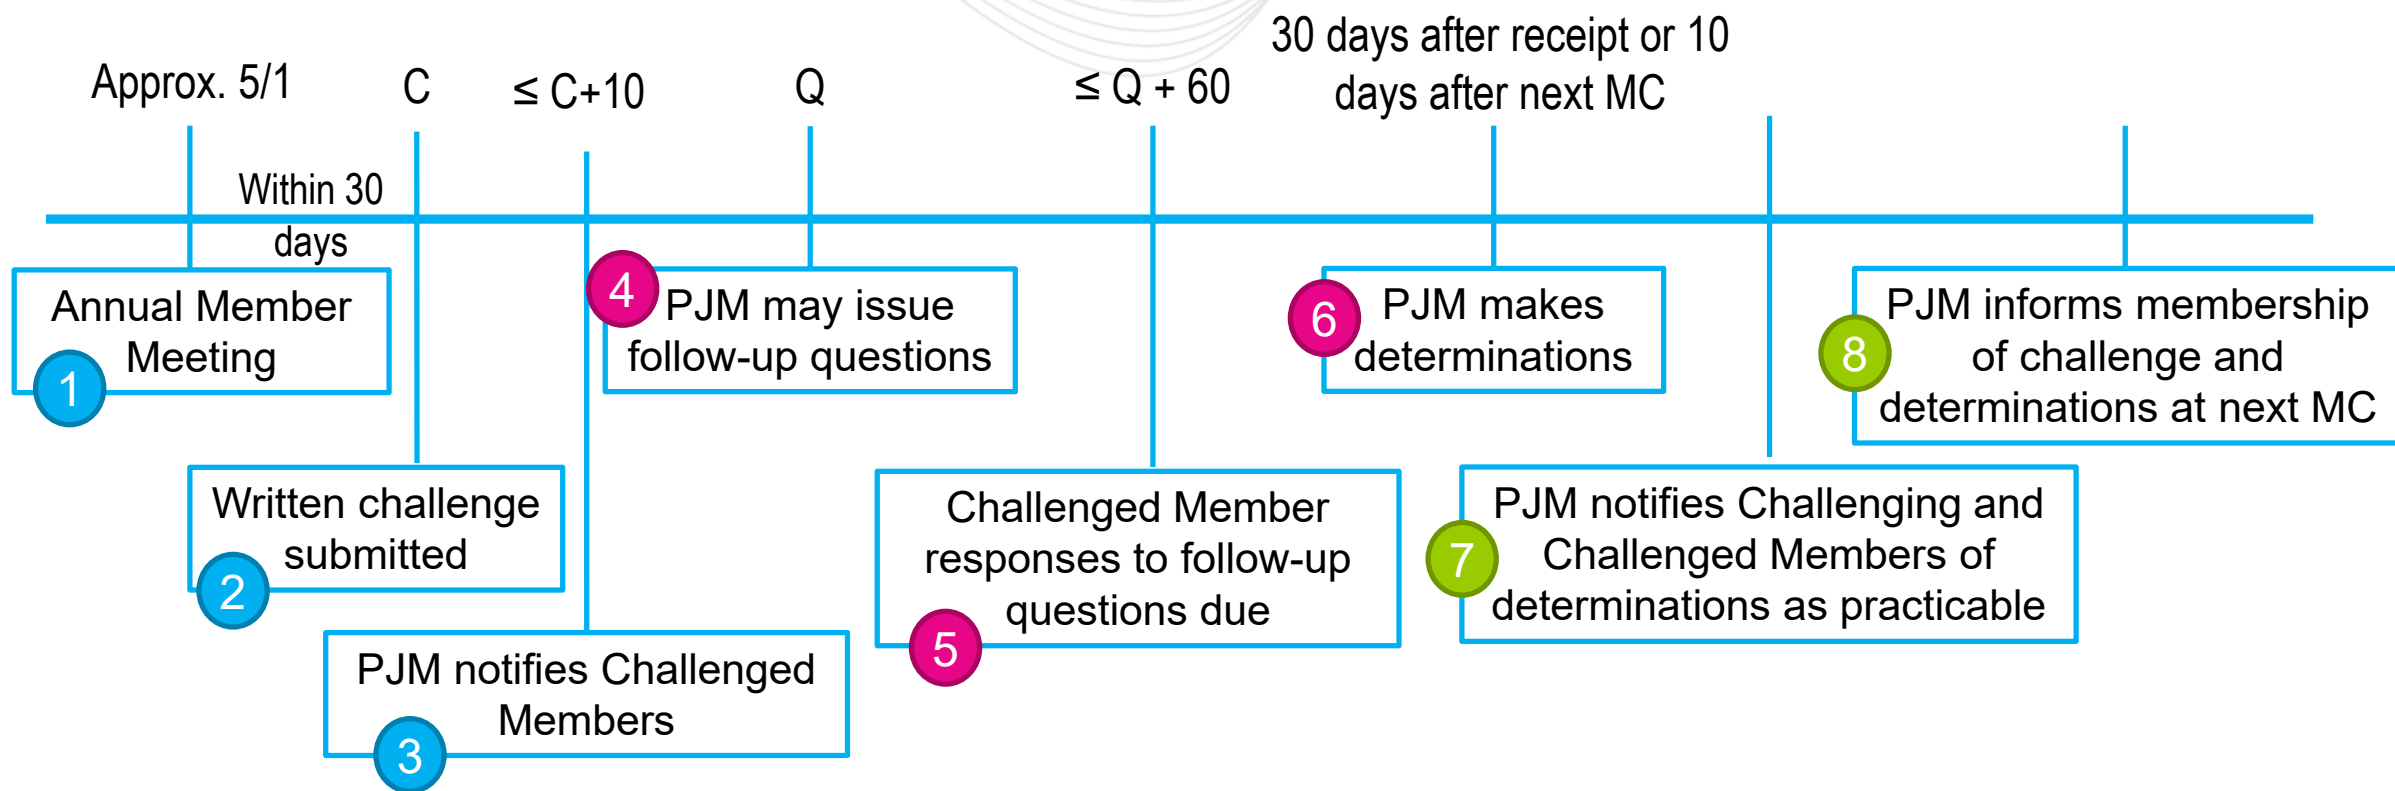 30 days after receipt or 10
days after next MC
Approx. 5/1
C
≤ C+10
Q
≤ Q + 60
Within 30
days
Annual Member
Meeting
1
Written challenge
submitted
2
PJM notifies Challenged
Members
3
4
PJM may issue
follow-up questions
Challenged Member
responses to follow-up
questions due
5
6
PJM makes
determinations
PJM notifies Challenging and
Challenged Members of
determinations as practicable
7
PJM informs membership
of challenge and
determinations at next MC
8